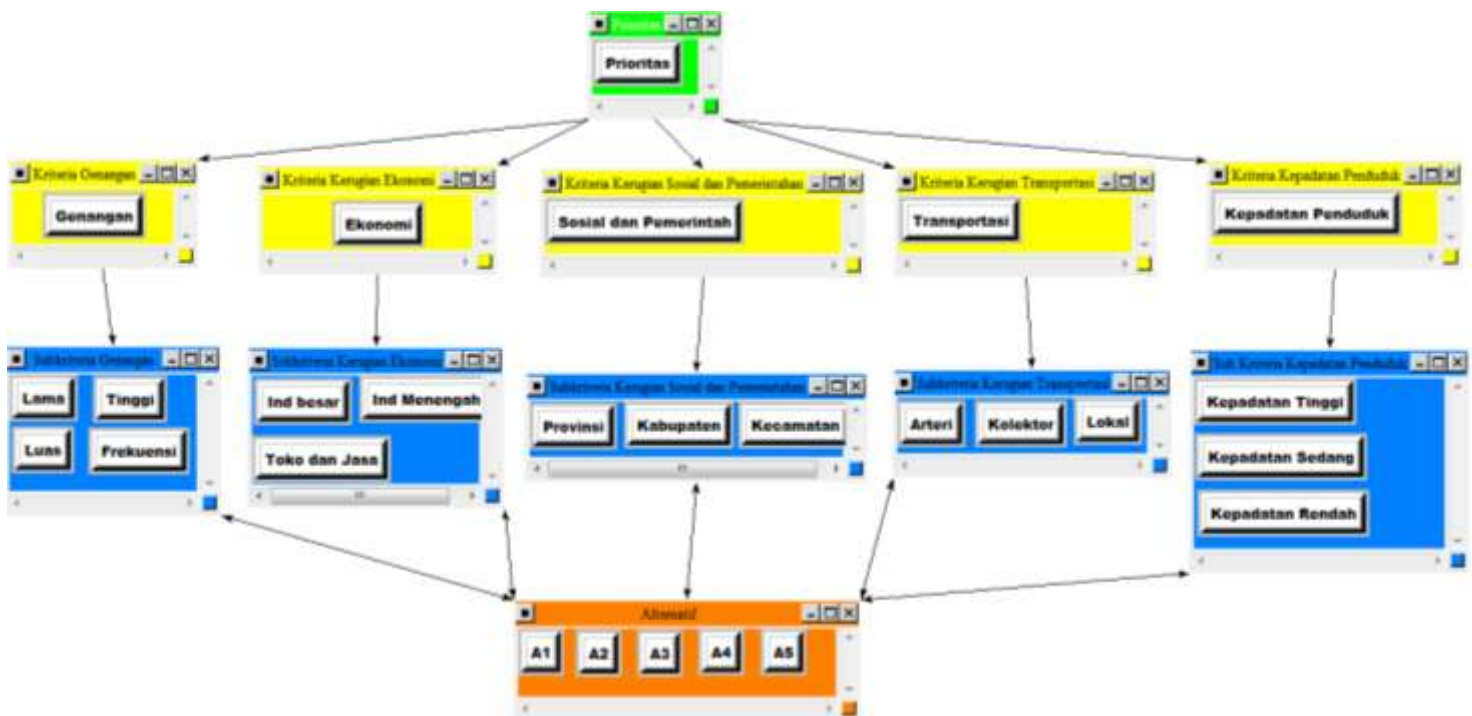 Prioritas
Prioritas
Kriteria Genangan
Genangan
Kriteria Kerugian Ekonomi
Ekonomi
Kriteria Kerugian Sosial dan Pemerintahan
Sosial dan Pemerintah
Kriteria Kerugian Transportasi
Transportasi
Kriteria Kepadatan Penduduk
Kepadatan Penduduk
Subkriteria Genangan
Lama Tinggi
Luas Frekuensi
Subkriteria Kerugian Ekonomi
Ind besar Ind Menengah
Toko dan Jasa
Subkriteria Kerugian Sosial dan Pemerintahan
Provinsi Kabupaten Kecamatan
Subkriteria Kerugian Transportasi
Arteri Kolektor Lokal
Sub Kriteria Kepadatan Penduduk
Kepadatan Tinggi
Kepadatan Sedang
Kepadatan Rendah
Alternatif
A1 A2 A3 A4 A5